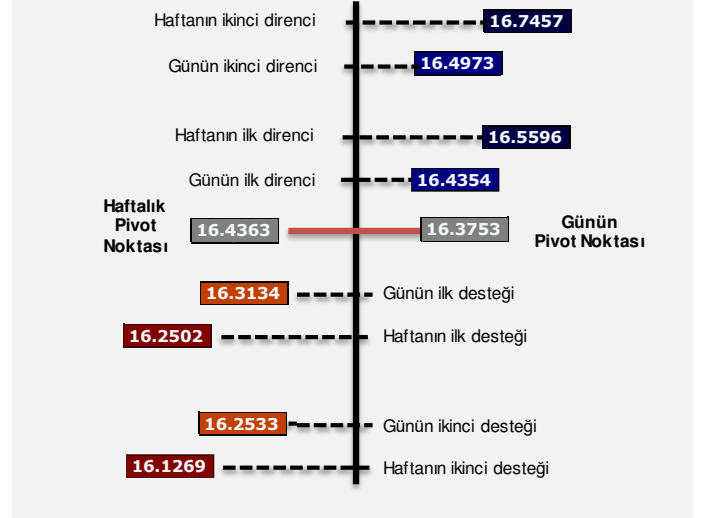 Haftanın ikinci direnci 16.7457
Günün ikinci direnci 16.4973
Haftanın ilk direnci 16.5596
Günün ilk direnci 16.4354
Haftalık
Pivot
Noktası
16.4363 16.3753
Günün
Pivot Noktası
16.3134 Günün ilk desteği
16.2502 Haftanın ilk desteği
16.2533 Günün ikinci desteği
16.1269 Haftanın ikinci desteği